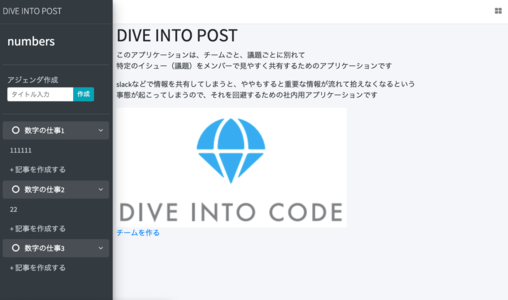 DIVE INTO POST
numbers
アジェンダ作成
タイトル入力
作成
数字の仕事1
111111
+ 記事を作成する
数字の仕事2
22
+ 記事を作成する
数字の仕事3
+ 記事を作成する
DIVE INTO POST
このアプリケーションは、チームごと、議題ごとに別れて
特定のイシュー（議題）をメンバーで見やすく共有するためのアプリケーションです
slackなどで情報を共有してしまうと、ややもすると重要な情報が流れて拾えなくなるという
事態が起こってしまうので、それを回避するための社内用アプリケーションです
DIVE INTO CODE
チームを作る